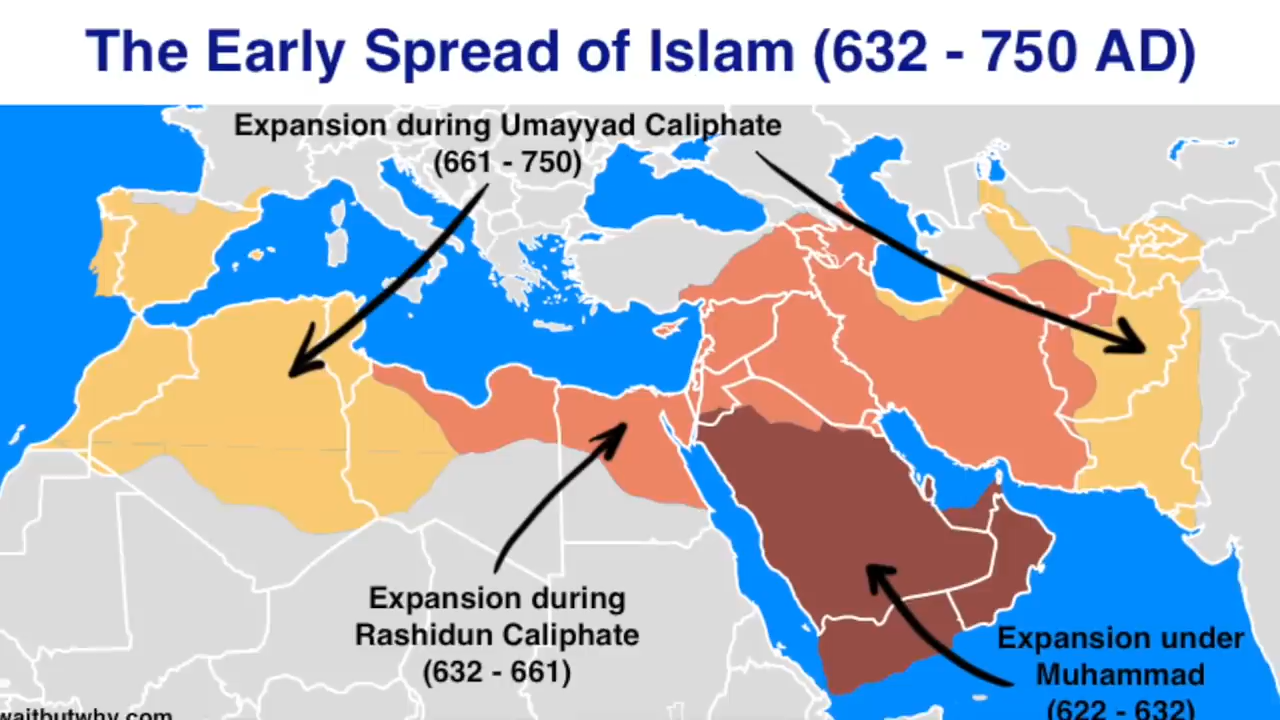 The Early Spread of Islam (632 - 750 AD)
Expansion during Umayyad Caliphate
(661 - 750)
Expansion during
Rashidun Caliphate
(632 - 661)
Expansion under
Muhammad
(622 - 632)
waitbutwhy.com